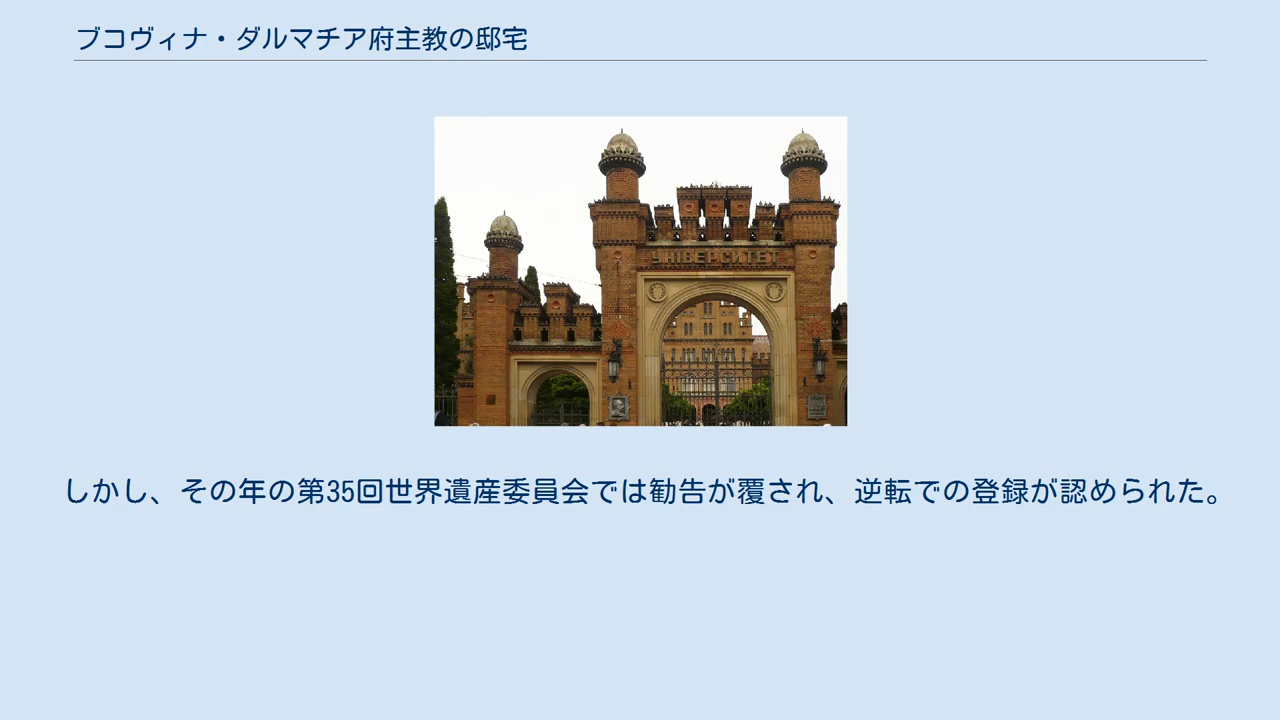 ブコヴィナ・ダルマチア府主教の邸宅
УНІВЕРСИТЕТ
しかし、その年の第35回世界遺産委員会では勧告が覆され、逆転での登録が認められた。